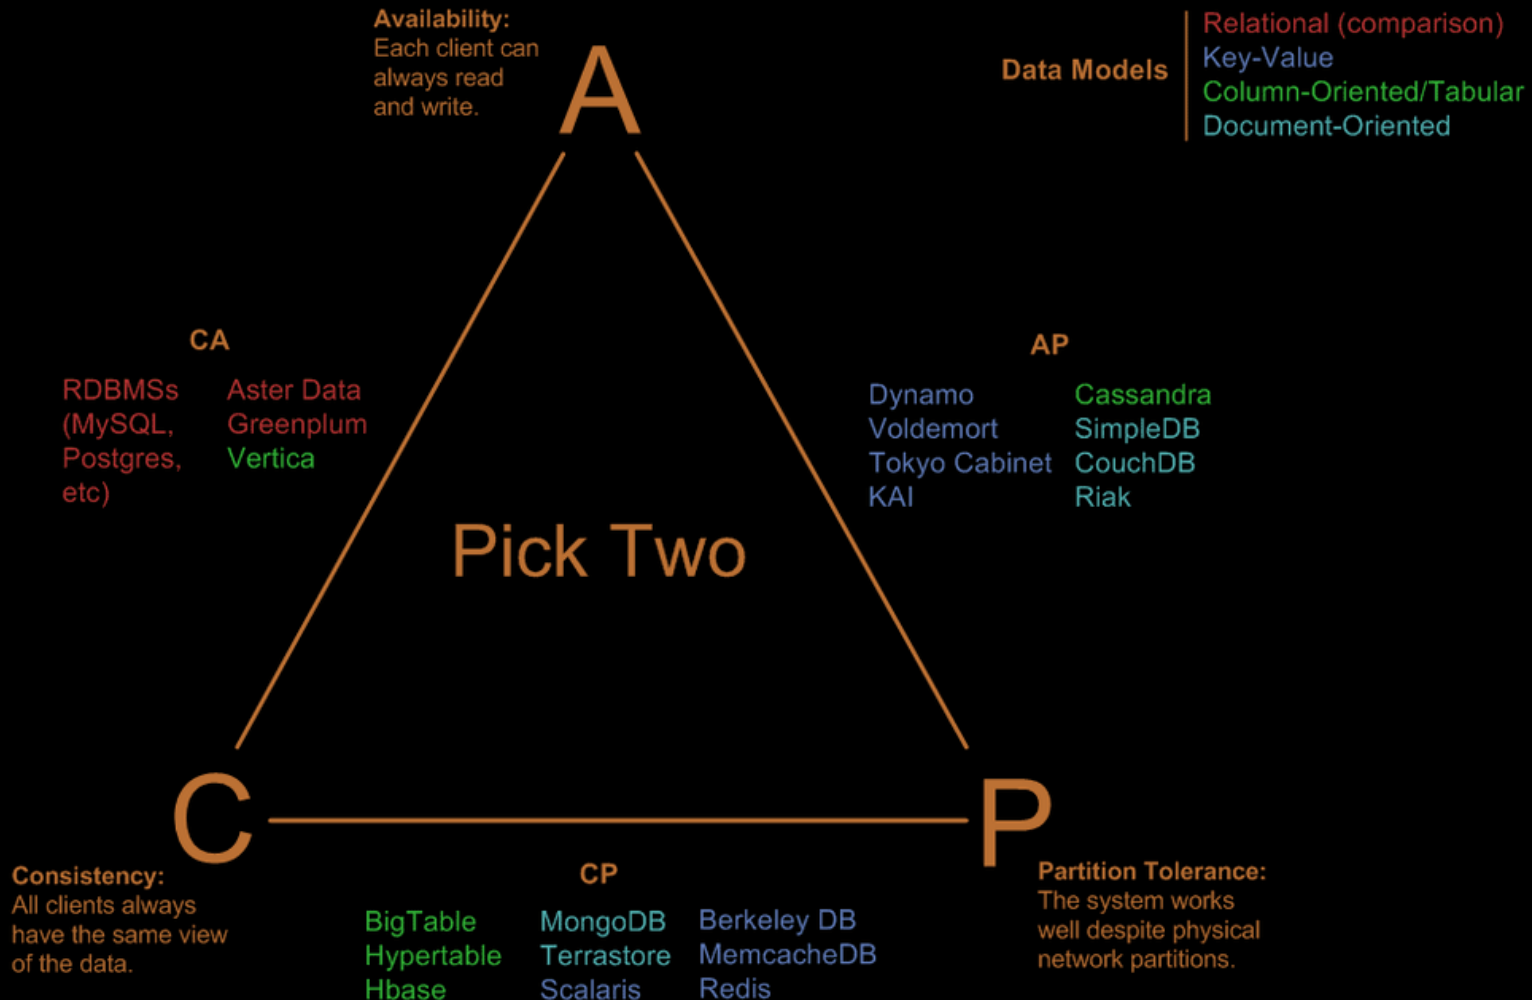 Availability:
Each client can
always read
and write.
A
Data Models
Relational (comparison)
Key-Value
Column-Oriented/Tabular
Document-Oriented
CA
RDBMSs
(MySQL,
Postgres,
etc)
Aster Data
Greenplum
Vertica
AP
Dynamo
Voldemort
Tokyo Cabinet
KAI
Cassandra
SimpleDB
CouchDB
Riak
Pick Two
C
Consistency:
All clients always
have the same view
of the data.
P
Partition Tolerance:
The system works
well despite physical
network partitions.
CP
BigTable
Hypertable
Hbase
MongoDB
Terrastore
Scalaris
Berkeley DB
MemcacheDB
Redis